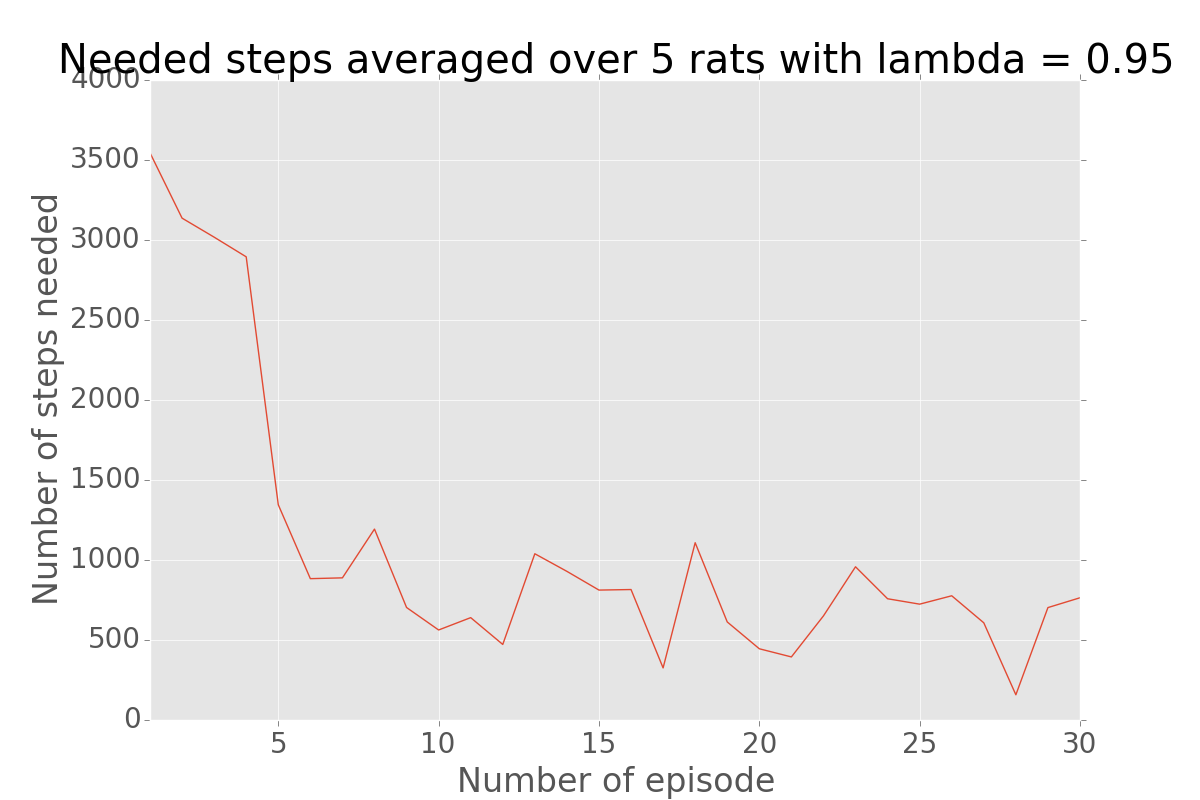 Needed steps averaged over 5 rats with lambda = 0.95
4000
3500
3000
2500
2000
1500
1000
500
0
Number of steps needed
5 10 15 20 25 30
Number of episode